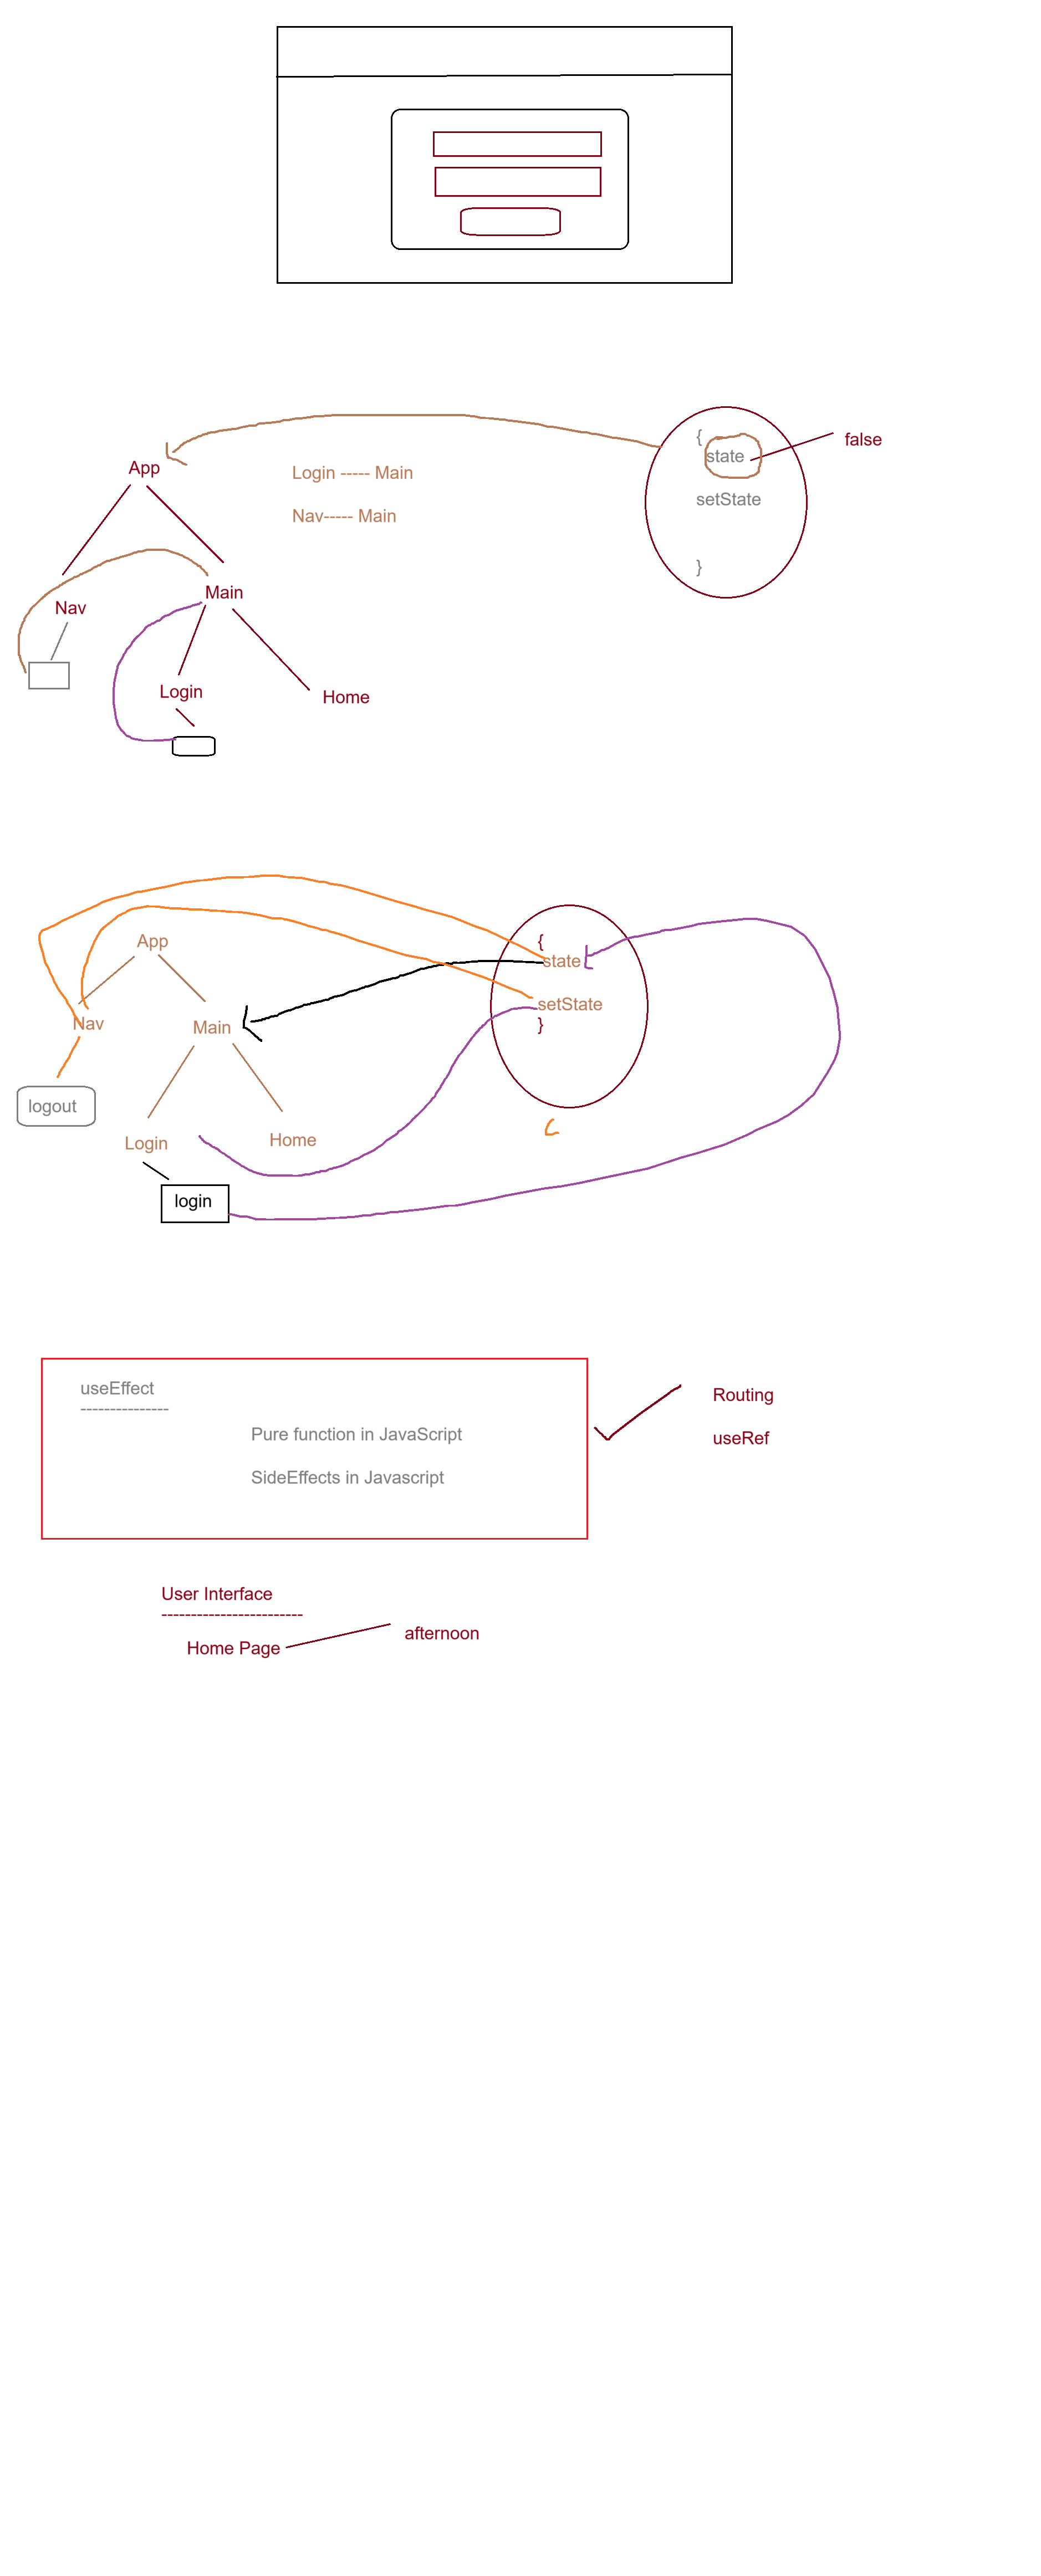 {
state
false
setState
}
App
Login ----- Main
Nav----- Main
Main
Nav
Login
Home
{
state
setState
}
App
Nav
Main
logout
Login
Home
login
useEffect
---------------
Pure function in JavaScript
SideEffects in Javascript
Routing
useRef
User Interface
------------------------
Home Page
afternoon